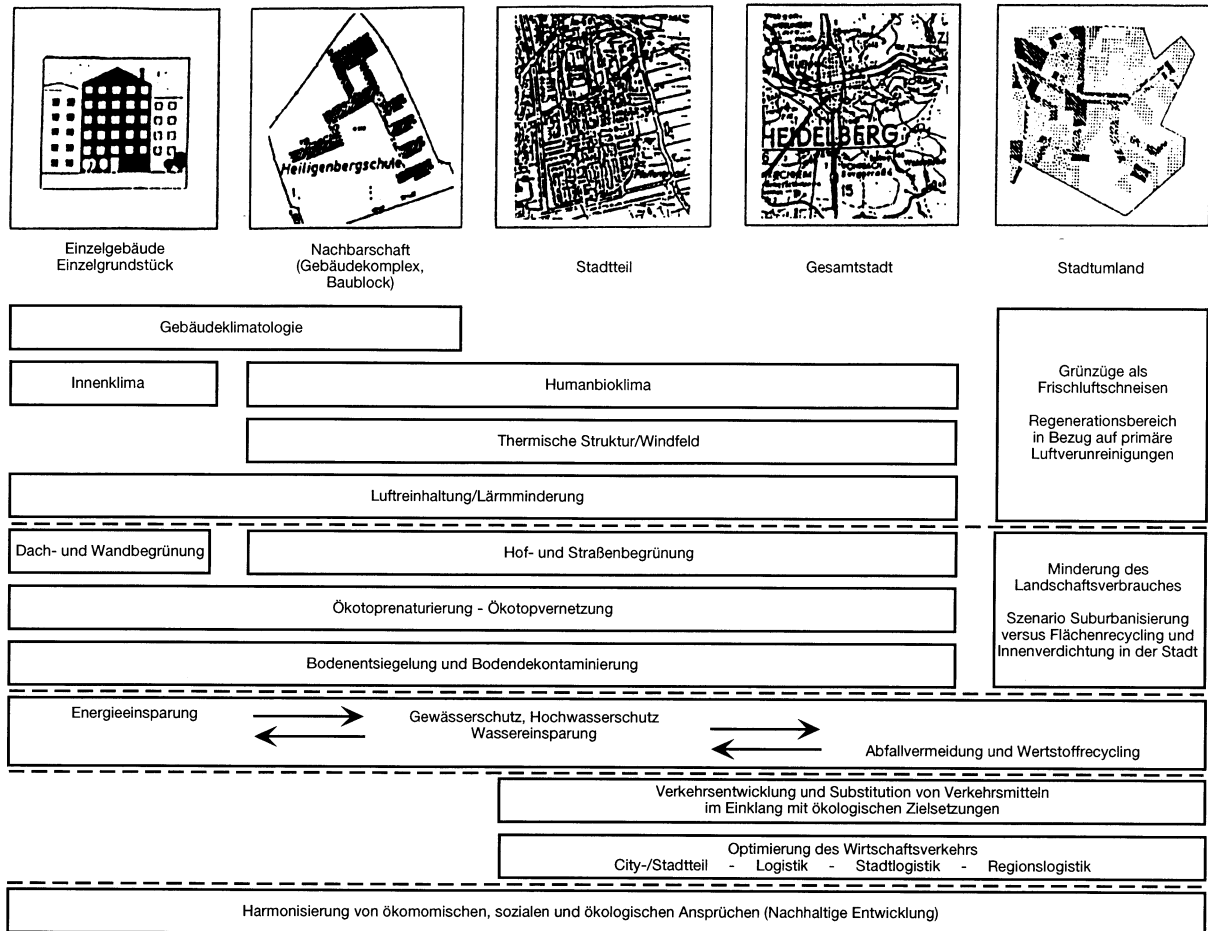 Heiligenbergschule
HEIDELBERG
15
Einzelgebäude
Einzelgrundstück
Nachbarschaft
(Gebäudekomplex,
Baublock)
Stadtteil
Gesamtstadt
Stadtumland
Gebäudeklimatologie
Innenklima
Humanbioklima
Thermische Struktur/Windfeld
Luftreinhaltung/Lärmminderung
Grünzüge als
Frischluftschneisen
Regenerationsbereich
in Bezug auf primäre
Luftverunreinigungen
Dach- und Wandbegrünung
Hof- und Straßenbegrünung
Ökotoprenaturierung - Ökotopvernetzung
Bodenentsiegelung und Bodendekontaminierung
Minderung des
Landschaftsverbrauches
Szenario Suburbanisierung
versus Flächenrecycling und
Innenverdichtung in der Stadt
Energieeinsparung
Gewässerschutz, Hochwasserschutz
Wassereinsparung
Abfallvermeidung und Wertstoffrecycling
Verkehrsentwicklung und Substitution von Verkehrsmitteln
im Einklang mit ökologischen Zielsetzungen
Optimierung des Wirtschaftsverkehrs
City-/Stadtteil - Logistik - Stadtlogistik - Regionslogistik
Harmonisierung von ökomomischen, sozialen und ökologischen Ansprüchen (Nachhaltige Entwicklung)